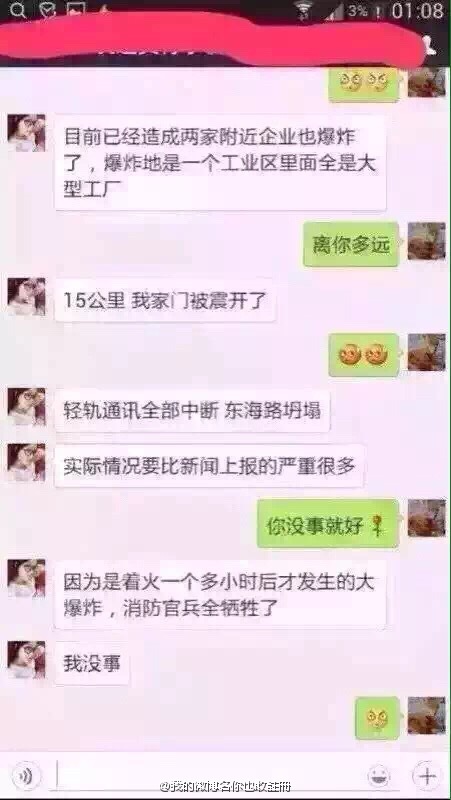 3% 01:08
目前已经造成两家附近企业也爆炸
了，爆炸地是一个工业区里面全是大
型工厂
离你多远
15公里 我家门被震开了
轻轨通讯全部中断 东海路坍塌
实际情况要比新闻上报的严重很多
你没事就好
因为是着火一个多小时后才发生的大
爆炸，消防官兵全牺牲了
我没事
@我的微博名你也收註冊